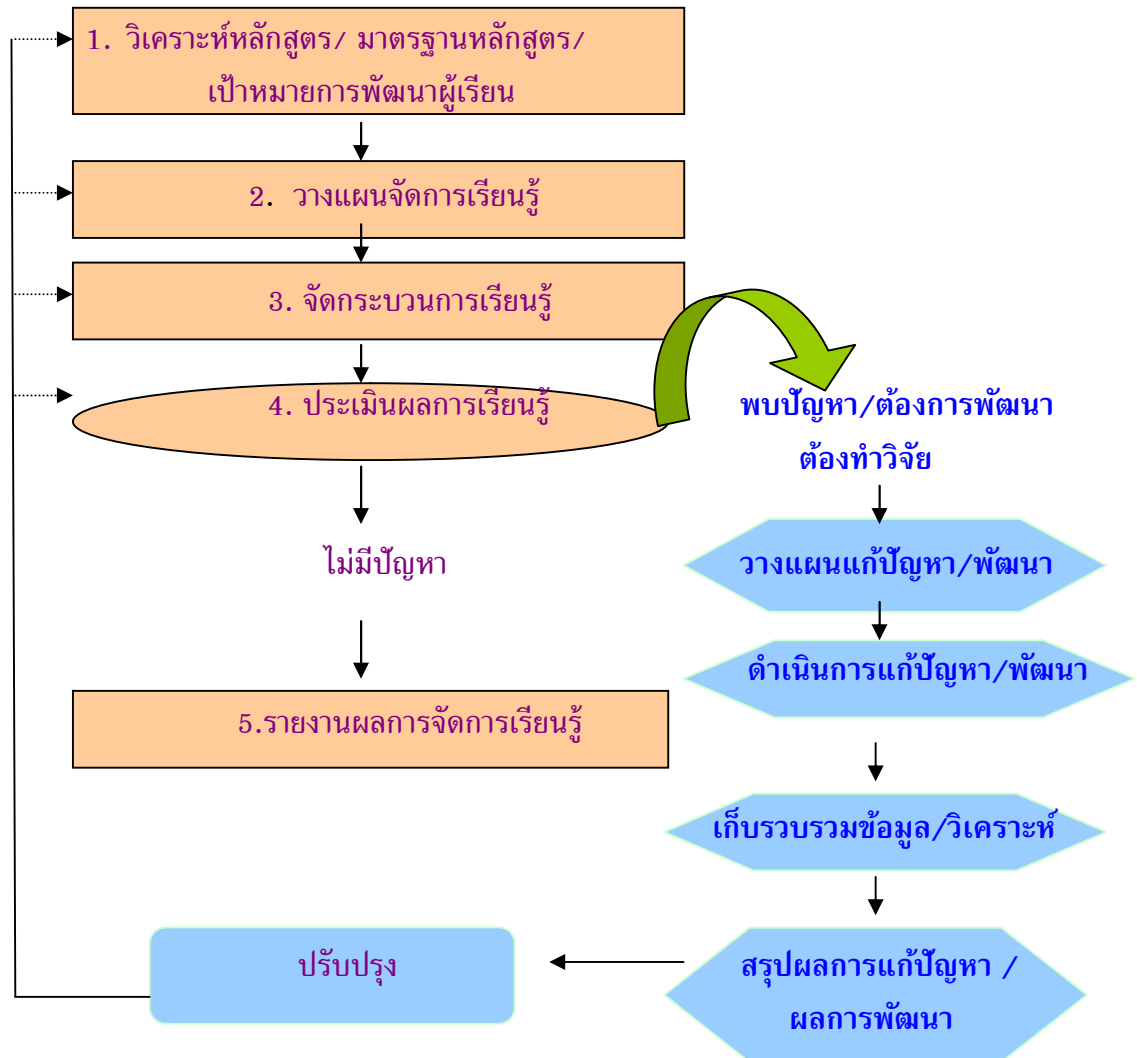 1. วิเคราะห์หลักสูตร/ มาตรฐานหลักสูตร/
เป้าหมายการพัฒนาผู้เรียน
2. วางแผนจัดการเรียนรู้
3. จัดกระบวนการเรียนรู้
4. ประเมินผลการเรียนรู้
พบปัญหา/ต้องการพัฒนา
ต้องทำวิจัย
ไม่มีปัญหา
วางแผนแก้ปัญหา/พัฒนา
ดำเนินการแก้ปัญหา/พัฒนา
5.รายงานผลการจัดการเรียนรู้
เก็บรวบรวมข้อมูล/วิเคราะห์
สรุปผลการแก้ปัญหา /
ผลการพัฒนา
ปรับปรุง